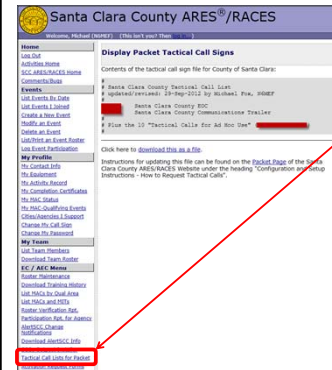 Santa Clara County ARES®/RACES
Welcome, Michael (N6MEF) (This isn't you? Then
Home
Log Out
Activities Home
SCC ARES/RACES Home
Comments/Bugs
Events
List Events By Date
List Events I Joined
Create a New Event
Modify an Event
Delete an Event
List/Print an Event Roster
Log Event Participation
My Profile
My Contact Info
My Equipment
My Activity Record
My Completion Certificates
My MAC Status
My MAC-Qualifying Events
Cities/Agencies I Support
Change My Call Sign
Change My Password
My Team
List Team Members
Download Team Roster
EC / AEC Menu
Roster Maintenance
Download Training History
List MACs by Qual Area
List MACs and MITs
Roster Verification Rpt.
Participation Rpt. for Agency
AlertSCC Change
Notifications
Download AlertSCC Info
Tactical Call Lists for Packet
Activation Request Forms
Display Packet Tactical Call Signs
Contents of the tactical call sign file for County of Santa Clara:
#
# Santa Clara County Tactical Call List
# updated/revised: 28-Sep-2012 by Michael Fox, N6MEF
#
Santa Clara County EOC
Santa Clara County Communications Trailer
#
# Plus the 10 "Tactical Calls for Ad Hoc Use"
Click here to download this as a file.
Instructions for updating this file can be found on the Packet Page of the Santa
Clara County ARES/RACES Website under the heading "Configuration and Setup
Instructions - How to Request Tactical Calls".